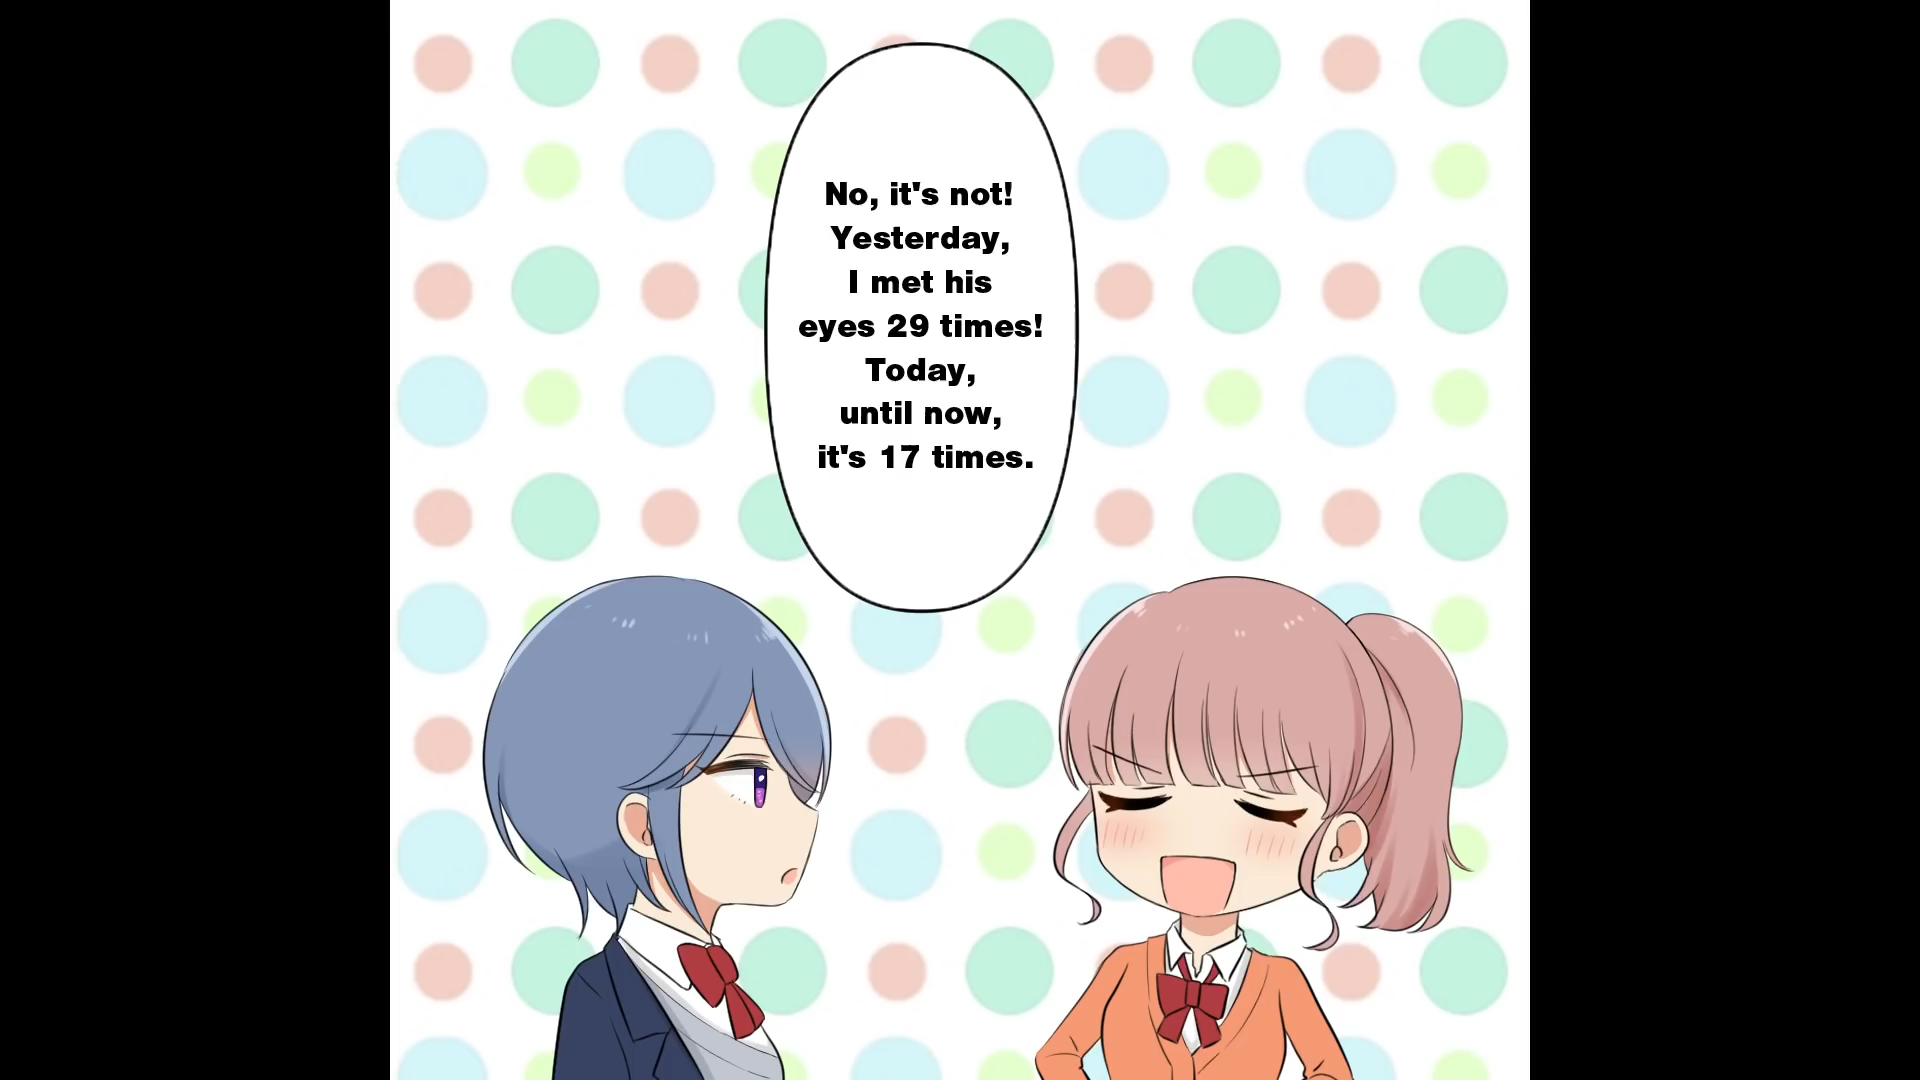 No, it's not!
Yesterday,
I met his
eyes 29 times!
Today,
until now,
it's 17 times.